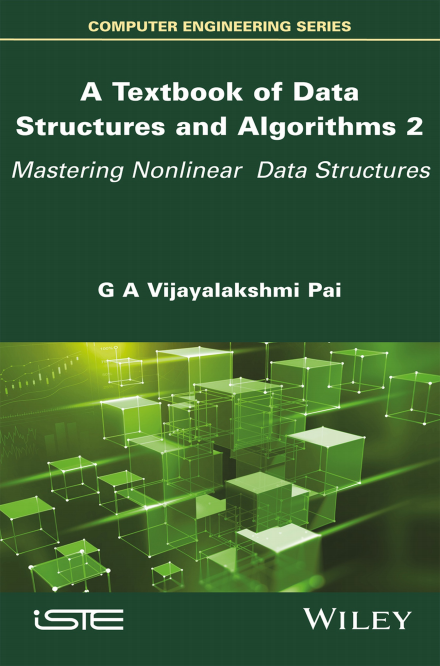 COMPUTER ENGINEERING SERIES
A Textbook of Data
Structures and Algorithms 2
Mastering Nonlinear Data Structures
G A Vijayalakshmi Pai
iSTE
WILEY